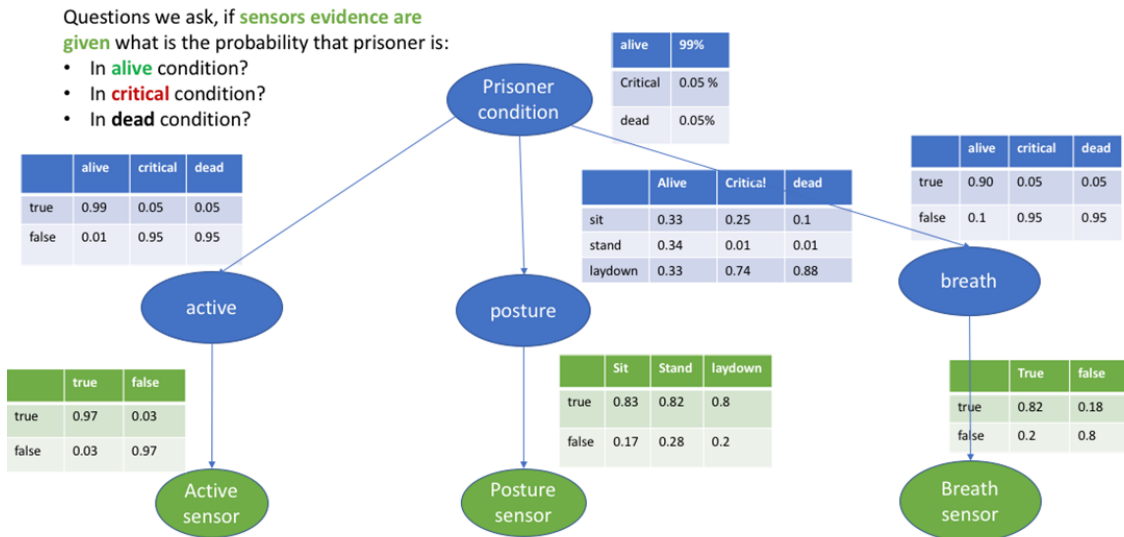 Questions we ask, if sensors evidence are
given what is the probability that prisoner is:
• In alive condition?
• In critical condition?
• In dead condition?
alive 99%
Critical 0.05 %
dead 0.05%
Prisoner
condition
alive critical dead
true 0.99 0.05 0.05
false 0.01 0.95 0.95
Alive Critical dead
sit 0.33 0.25 0.1
stand 0.34 0.01 0.01
laydown 0.33 0.74 0.88
alive critical dead
true 0.90 0.05 0.05
false 0.1 0.95 0.95
active
posture
breath
true false
true 0.97 0.03
false 0.03 0.97
Sit Stand laydown
true 0.83 0.82 0.8
false 0.17 0.28 0.2
True false
true 0.82 0.18
false 0.2 0.8
Active
sensor
Posture
sensor
Breath
sensor